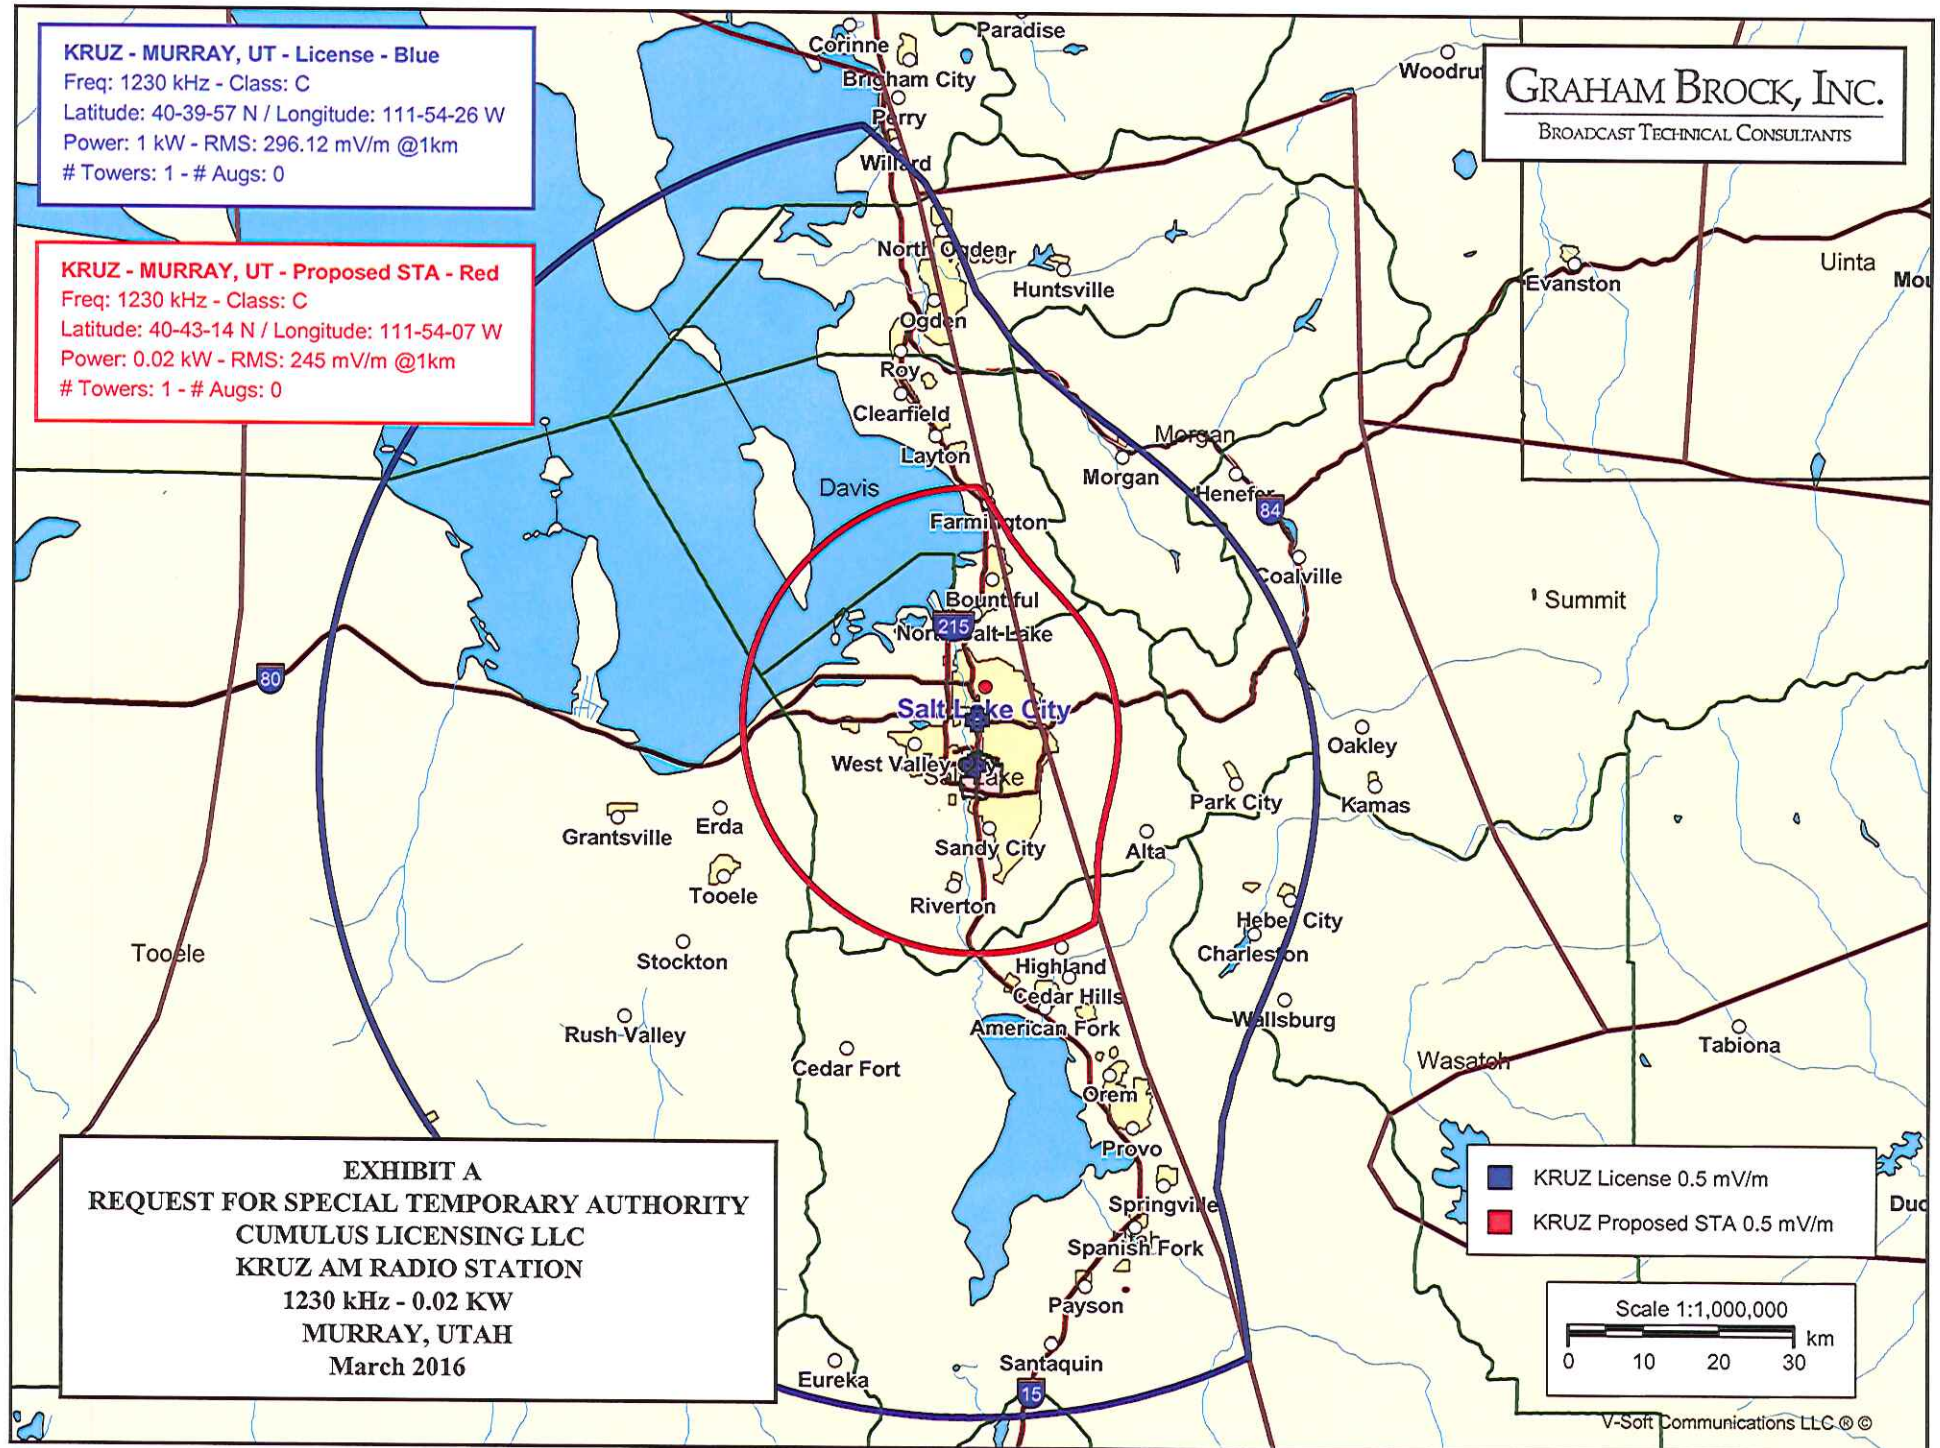 KRUZ - MURRAY, UT - License - Blue
Freq: 1230 kHz - Class: C
Latitude: 40-39-57 N / Longitude: 111-54-26 W
Power: 1 kW - RMS: 296.12 mV/m @1km
# Towers: 1 - # Augs: 0
KRUZ - MURRAY, UT - Proposed STA - Red
Freq: 1230 kHz - Class: C
Latitude: 40-43-14 N / Longitude: 111-54-07 W
Power: 0.02 kW - RMS: 245 mV/m @1km
# Towers: 1 - # Augs: 0
GRAHAM BROCK, INC.
BROADCAST TECHNICAL CONSULTANTS
Paradise
Corinne
Brigham City
Perry
Willard
North Ogden
Huntsville
Ogden
Roy
Clearfield
Layton
Davis
Morgan
Morgan
Henefer
84
Evanston
Uinta
Farmington
Coalville
Summit
Bountiful
215
North Salt Lake
80
Salt Lake City
West Valley City
Salt Lake
Oakley
Park City
Kamas
Grantsville
Erda
Sandy City
Alta
Tooele
Riverton
Heber City
Charleston
Tooele
Stockton
Highland
Cedar Hills
American Fork
Wallsburg
Rush Valley
Cedar Fort
Wasatch
Tabiona
Orem
Provo
Springville
Spanish Fork
Payson
Santaquin
Eureka
15
EXHIBIT A
REQUEST FOR SPECIAL TEMPORARY AUTHORITY
CUMULUS LICENSING LLC
KRUZ AM RADIO STATION
1230 kHz - 0.02 KW
MURRAY, UTAH
March 2016
KRUZ License 0.5 mV/m
KRUZ Proposed STA 0.5 mV/m
Scale 1:1,000,000
km
0 10 20 30
V-Soft Communications LLC ® ©